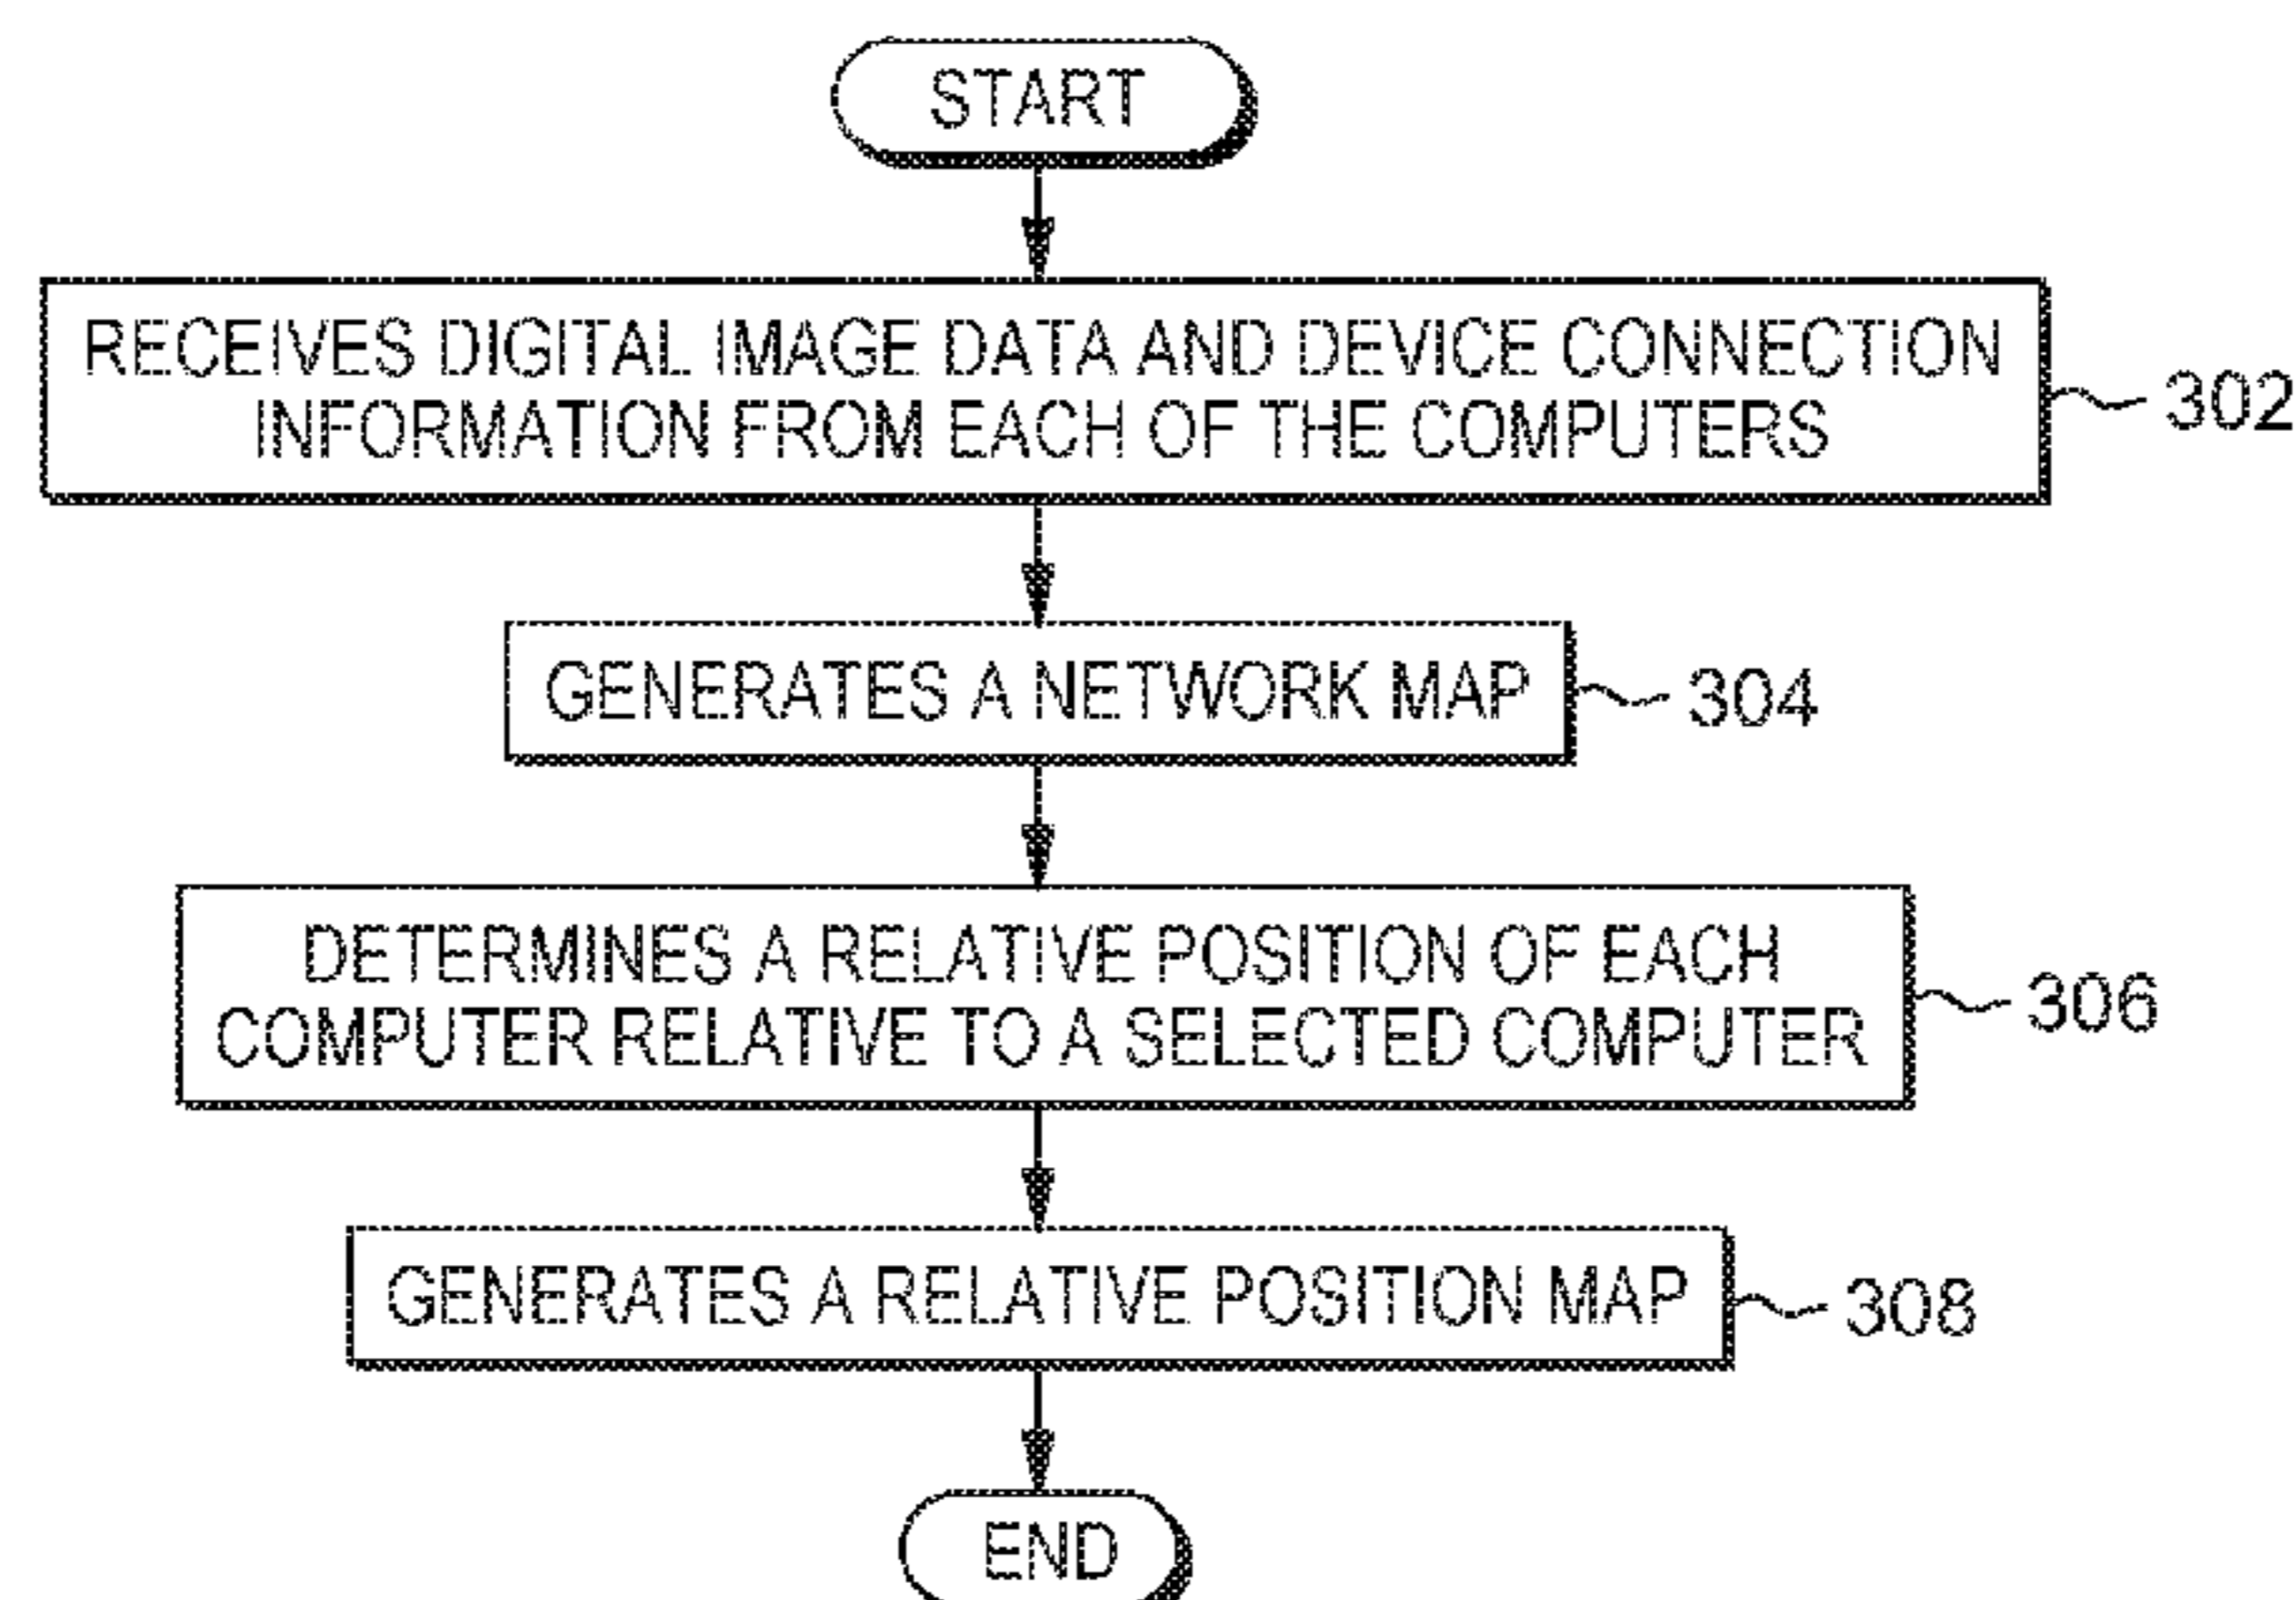 START
RECEIVES DIGITAL IMAGE DATA AND DEVICE CONNECTION
INFORMATION FROM EACH OF THE COMPUTERS
302
GENERATES A NETWORK MAP
304
DETERMINES A RELATIVE POSITION OF EACH
COMPUTER RELATIVE TO A SELECTED COMPUTER
306
GENERATES A RELATIVE POSITION MAP
308
END